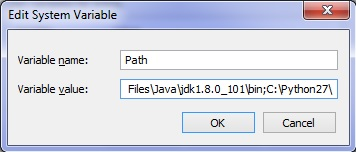 Edit System Variable
Variable name: Path
Variable value: Files\Java\jdk1.8.0_101\bin;C:\Python27\
OK Cancel